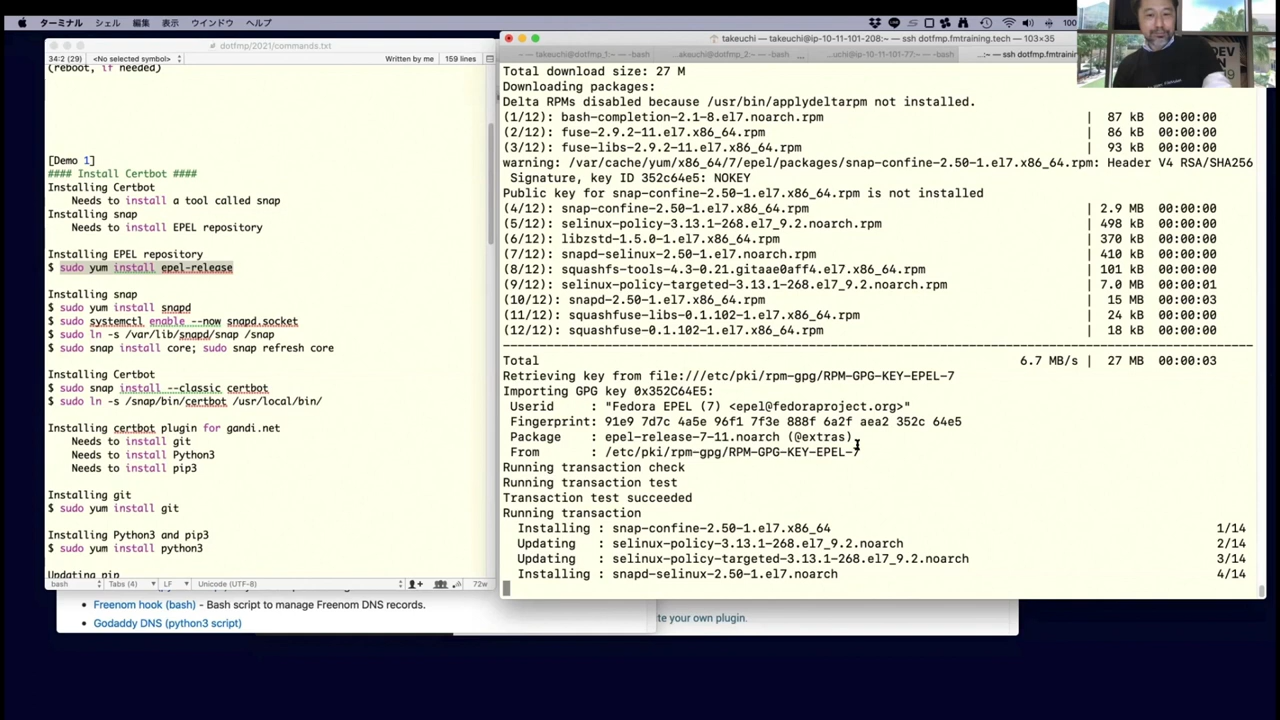 ターミナル シェル 編集 表示 ウインドウ ヘルプ
100
dotfmp/2021/commands.txt
34:2 (29) <No selected symbol> Written by me 159 lines
(reboot, if needed)
[Demo 1]
#### Install Certbot ####
Installing Certbot
Needs to install a tool called snap
Installing snap
Needs to install EPEL repository
Installing EPEL repository
$ sudo yum install epel-release
Installing snap
$ sudo yum install snapd
$ sudo systemctl enable --now snapd.socket
$ sudo ln -s /var/lib/snapd/snap /snap
$ sudo snap install core; sudo snap refresh core
Installing Certbot
$ sudo snap install --classic certbot
$ sudo ln -s /snap/bin/certbot /usr/local/bin/
Installing certbot plugin for gandi.net
Needs to install git
Needs to install Python3
Needs to install pip3
Installing git
$ sudo yum install git
Installing Python3 and pip3
$ sudo yum install python3
Updating pip
bash Tabs (4) LF Unicode (UTF-8) 72w
Freenom hook (bash) - Bash script to manage Freenom DNS records.
Godaddy DNS (python3 script)
te your own plugin.
takeuchi — takeuchi@ip-10-11-101-208:~ — ssh dotfmp.fmtraining.tech — 103×35
takeuchi@dotfmp_1:~ — -bash
...akeuchi@dotfmp_2:~ — -bash
...uchi@ip-10-11-101-77:~ — -bash
...:~ — ssh dotfmp.fmtraining
Total download size: 27 M
Downloading packages:
Delta RPMs disabled because /usr/bin/applydeltarpm not installed.
(1/12): bash-completion-2.1-8.el7.noarch.rpm | 87 kB 00:00:00
(2/12): fuse-2.9.2-11.el7.x86_64.rpm | 86 kB 00:00:00
(3/12): fuse-libs-2.9.2-11.el7.x86_64.rpm | 93 kB 00:00:00
warning: /var/cache/yum/x86_64/7/epel/packages/snap-confine-2.50-1.el7.x86_64.rpm: Header V4 RSA/SHA256
Signature, key ID 352c64e5: NOKEY
Public key for snap-confine-2.50-1.el7.x86_64.rpm is not installed
(4/12): snap-confine-2.50-1.el7.x86_64.rpm | 2.9 MB 00:00:00
(5/12): selinux-policy-3.13.1-268.el7_9.2.noarch.rpm | 498 kB 00:00:00
(6/12): libzstd-1.5.0-1.el7.x86_64.rpm | 370 kB 00:00:00
(7/12): snapd-selinux-2.50-1.el7.noarch.rpm | 410 kB 00:00:00
(8/12): squashfs-tools-4.3-0.21.gitaae0aff4.el7.x86_64.rpm | 101 kB 00:00:00
(9/12): selinux-policy-targeted-3.13.1-268.el7_9.2.noarch.rpm | 7.0 MB 00:00:01
(10/12): snapd-2.50-1.el7.x86_64.rpm | 15 MB 00:00:03
(11/12): squashfuse-libs-0.1.102-1.el7.x86_64.rpm | 24 kB 00:00:00
(12/12): squashfuse-0.1.102-1.el7.x86_64.rpm | 18 kB 00:00:00
Total 6.7 MB/s | 27 MB 00:00:03
Retrieving key from file:///etc/pki/rpm-gpg/RPM-GPG-KEY-EPEL-7
Importing GPG key 0x352C64E5:
Userid : "Fedora EPEL (7) <epel@fedoraproject.org>"
Fingerprint: 91e9 7d7c 4a5e 96f1 7f3e 888f 6a2f aea2 352c 64e5
Package : epel-release-7-11.noarch (@extras)
From : /etc/pki/rpm-gpg/RPM-GPG-KEY-EPEL-7
Running transaction check
Running transaction test
Transaction test succeeded
Running transaction
Installing : snap-confine-2.50-1.el7.x86_64 1/14
Updating : selinux-policy-3.13.1-268.el7_9.2.noarch 2/14
Updating : selinux-policy-targeted-3.13.1-268.el7_9.2.noarch 3/14
Installing : snapd-selinux-2.50-1.el7.noarch 4/14